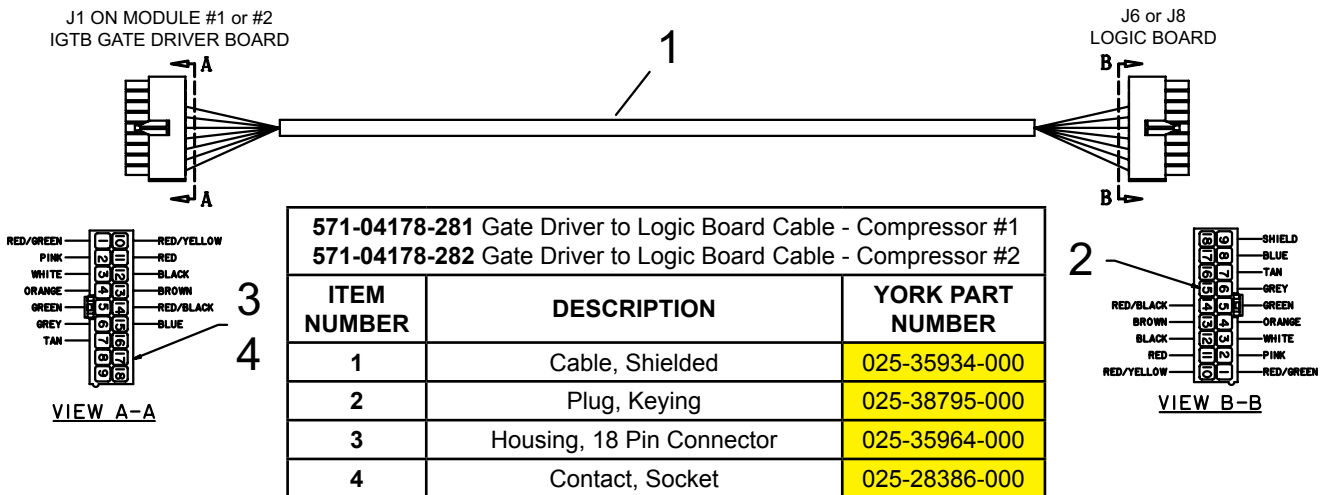 J1 ON MODULE #1 or #2
IGTB GATE DRIVER BOARD
J6 or J8
LOGIC BOARD
1
A
A
B
B
571-04178-281 Gate Driver to Logic Board Cable - Compressor #1
571-04178-282 Gate Driver to Logic Board Cable - Compressor #2
ITEM NUMBER DESCRIPTION YORK PART NUMBER
1 Cable, Shielded 025-35934-000
2 Plug, Keying 025-38795-000
3 Housing, 18 Pin Connector 025-35964-000
4 Contact, Socket 025-28386-000
RED/GREEN 1 10 RED/YELLOW
PINK 2 11 RED
WHITE 3 12 BLACK
ORANGE 4 13 BROWN
GREEN 5 14 RED/BLACK
GREY 6 15 BLUE
TAN 7 16
8 17
9 18
3
4
VIEW A-A
2
18 9 SHIELD
17 8 BLUE
16 7 TAN
15 6 GREY
RED/BLACK 14 5 GREEN
BROWN 13 4 ORANGE
BLACK 12 3 WHITE
RED 11 2 PINK
RED/YELLOW 10 1 RED/GREEN
VIEW B-B